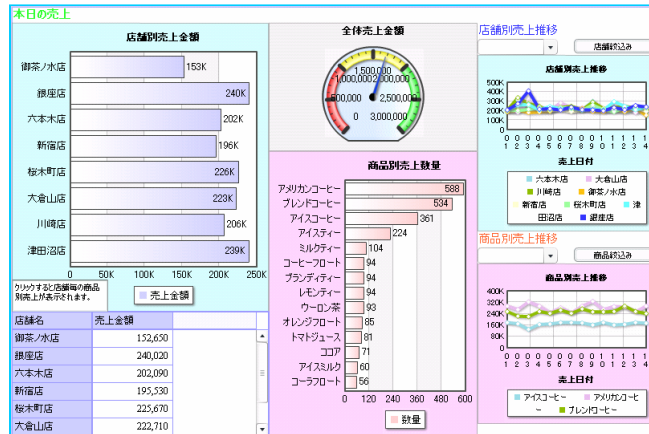 本日の売上
店舗別売上金額
御茶ノ水店
153K
銀座店
240K
六本木店
202K
新宿店
196K
桜木町店
226K
大倉山店
223K
川崎店
206K
津田沼店
239K
0K
50K
100K
150K
200K
250K
クリックすると店舗毎の商品
別売上が表示されます。
売上金額
店舗名
売上金額
御茶ノ水店
152,650
銀座店
240,020
六本木店
202,090
新宿店
195,530
桜木町店
225,670
大倉山店
222,710
全体売上金額
0
500,000
1,000,000
1,500,000
2,000,000
2,500,000
3,000,000
商品別売上数量
アメリカンコーヒー
588
ブレンドコーヒー
534
アイスコーヒー
361
アイスティー
224
ミルクティー
104
コーヒーフロート
94
ブランディティー
94
レモンティー
94
ウーロン茶
93
オレンジフロート
85
トマトジュース
81
ココア
71
アイスミルク
60
コーラフロート
56
0
120
240
360
480
600
数量
店舗別売上推移
店舗絞込み
店舗別売上推移
500K
400K
300K
200K
100K
0K
売上日付
六本木店
大倉山店
川崎店
御茶ノ水店
新宿店
桜木町店
津
田沼店
銀座店
商品別売上推移
商品絞込み
商品別売上推移
400K
320K
240K
160K
80K
0K
売上日付
アイスコーヒー
アメリカンコーヒ
ー
ブレンドコーヒー